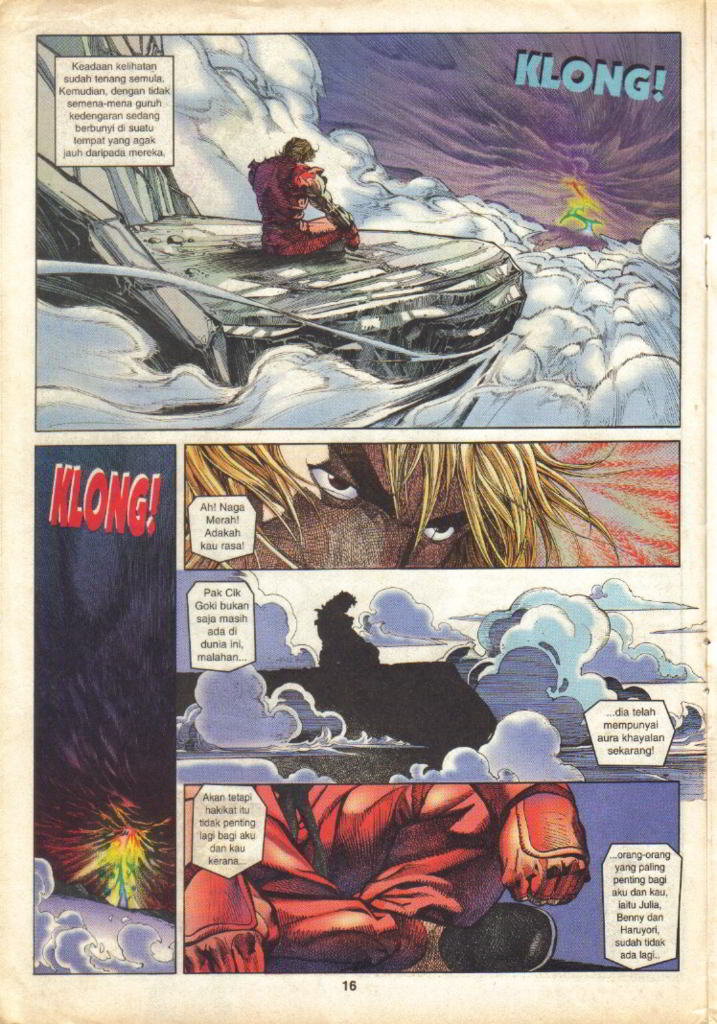 Keadaan kelihatan
sudah tenang semula.
Kemudian, dengan tidak
semena-mena guruh
kedengaran sedang
berbunyi di suatu
tempat yang agak
jauh daripada mereka.
KLONG!
KLONG!
Ah! Naga
Merah!
Adakah
kau rasa!
Pak Cik
Goki bukan
saja masih
ada di
dunia ini,
malahan...
...dia telah
mempunyai
aura khayalan
sekarang!
Akan tetapi
hakikat itu
tidak penting
lagi bagi aku
dan kau
kerana...
...orang-orang
yang paling
penting bagi
aku dan kau,
iaitu Julia,
Benny dan
Haruyori,
sudah tidak
ada lagi..
16